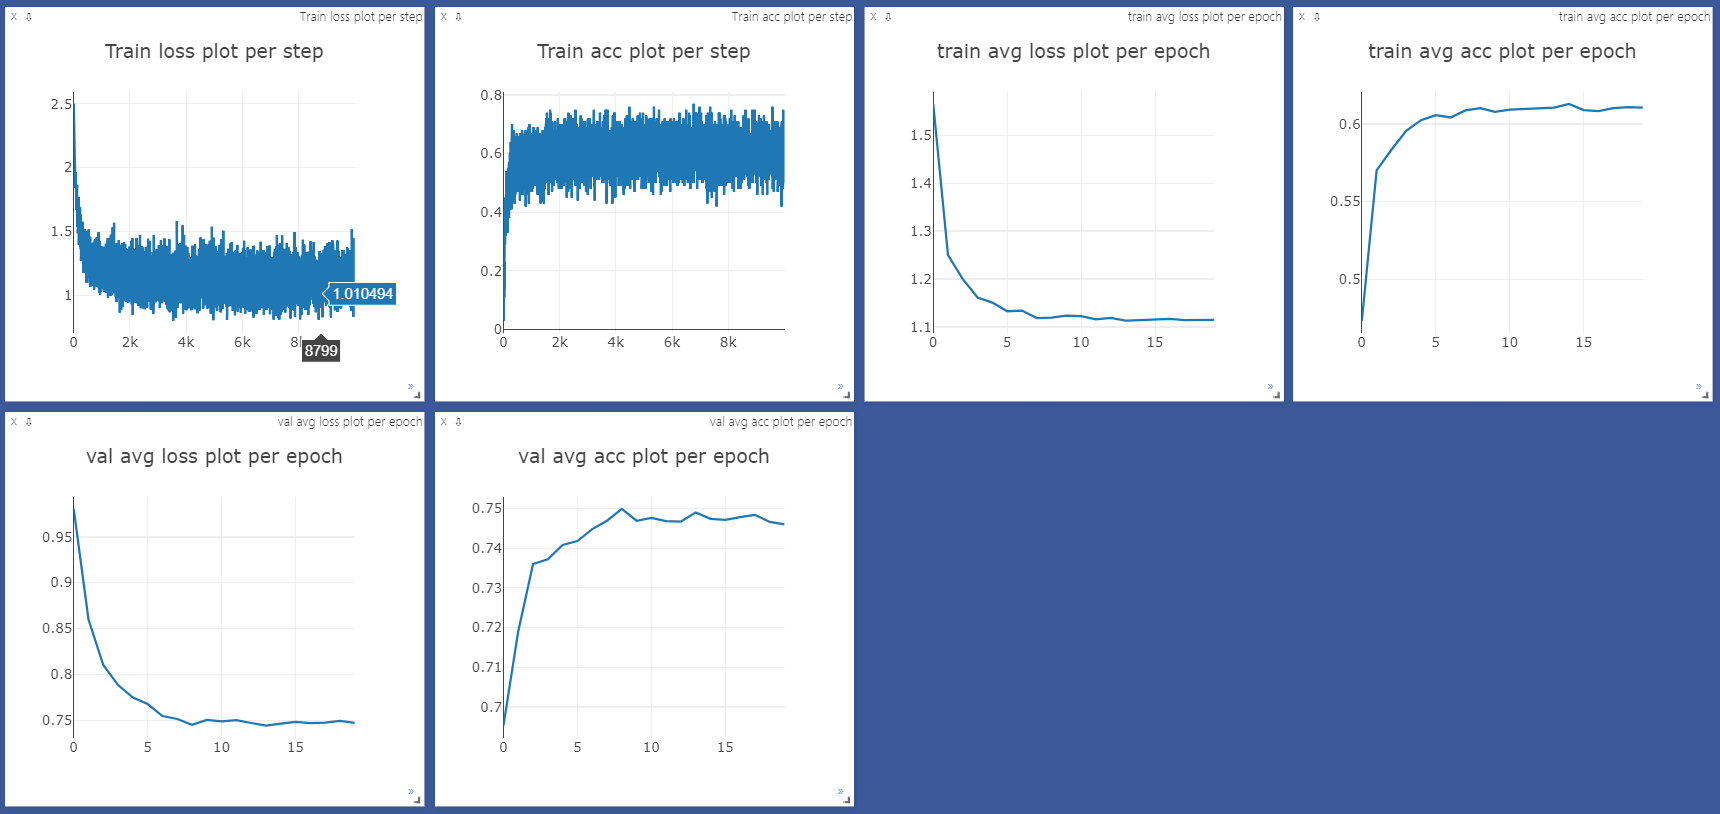 X Train loss plot per step
Train loss plot per step
2.5
2
1.5
1
1.010494
0 2k 4k 6k 8
8799
»
X Train acc plot per step
Train acc plot per step
0.8
0.6
0.4
0.2
0
0 2k 4k 6k 8k
»
X train avg loss plot per epoch
train avg loss plot per epoch
1.5
1.4
1.3
1.2
1.1
0 5 10 15
»
X train avg acc plot per epoch
train avg acc plot per epoch
0.6
0.55
0.5
0 5 10 15
»
X val avg loss plot per epoch
val avg loss plot per epoch
0.95
0.9
0.85
0.8
0.75
0 5 10 15
»
X val avg acc plot per epoch
val avg acc plot per epoch
0.75
0.74
0.73
0.72
0.71
0.7
0 5 10 15
»